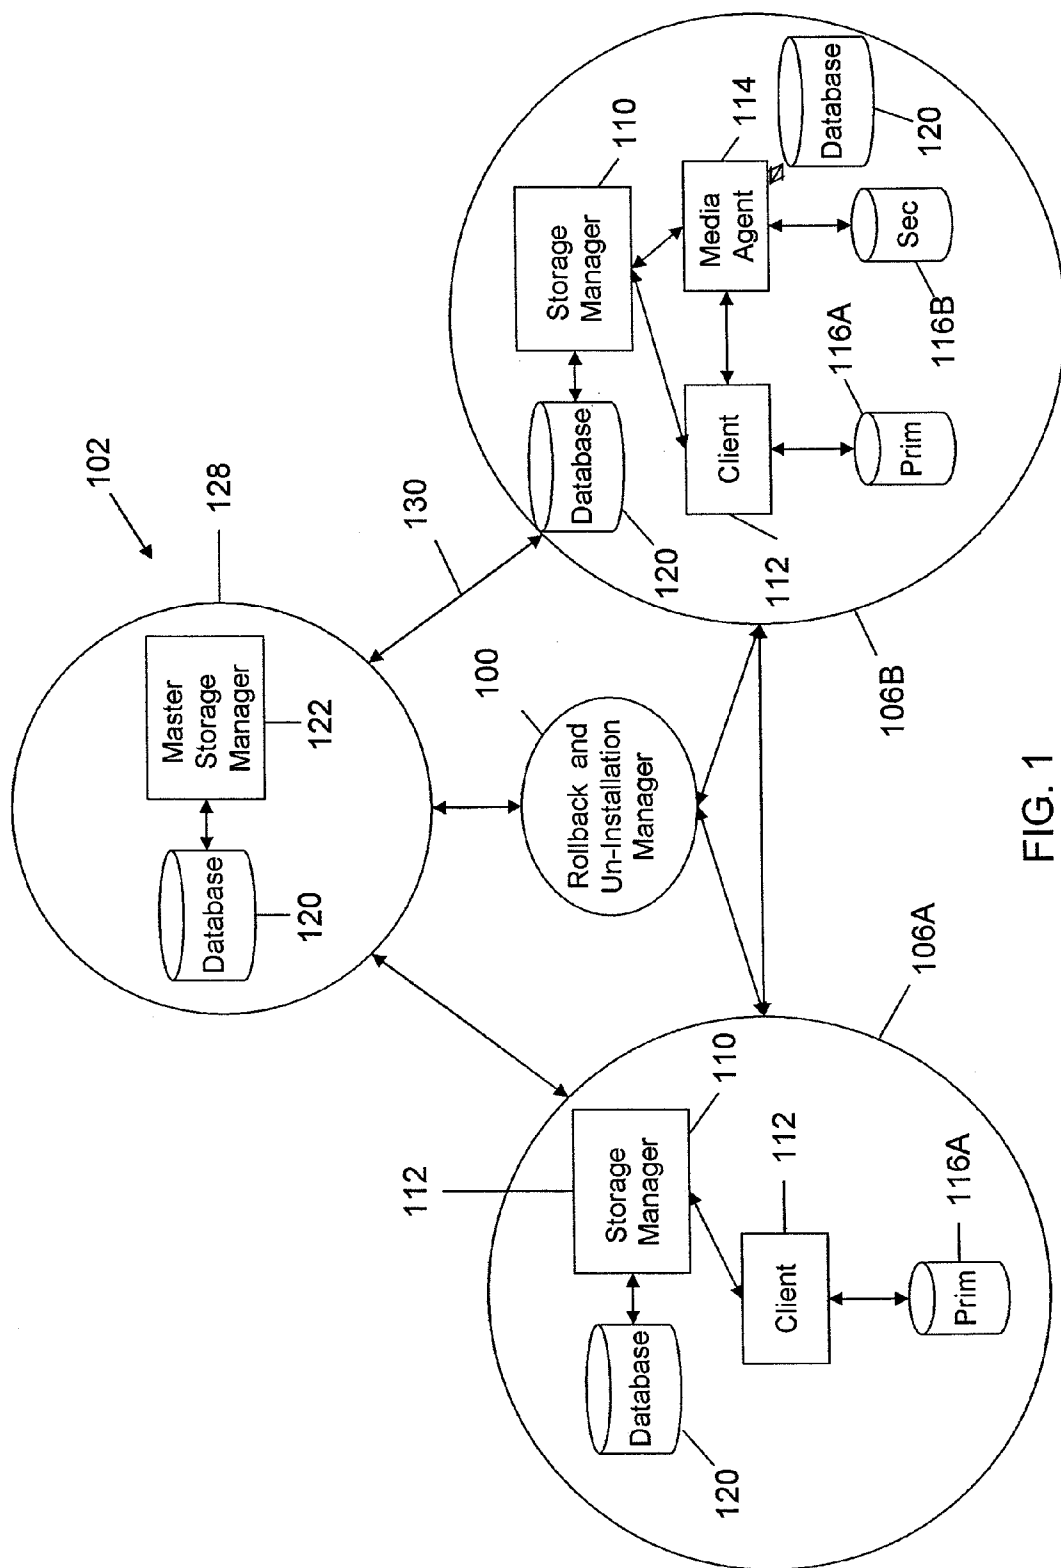 102
128
Master
Storage
Manager
122
Database
120
130
100
Rollback and
Un-Installation
Manager
112
Storage
Manager
110
Database
120
Client
112
Prim
116A
106A
Storage
Manager
110
Database
120
Media
Agent
114
Client
112
Database
120
Prim
116A
Sec
116B
106B
FIG. 1